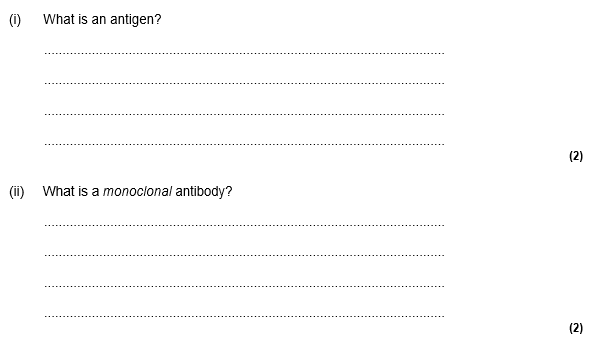 (i) What is an antigen?
(2)
(ii) What is a monoclonal antibody?
(2)